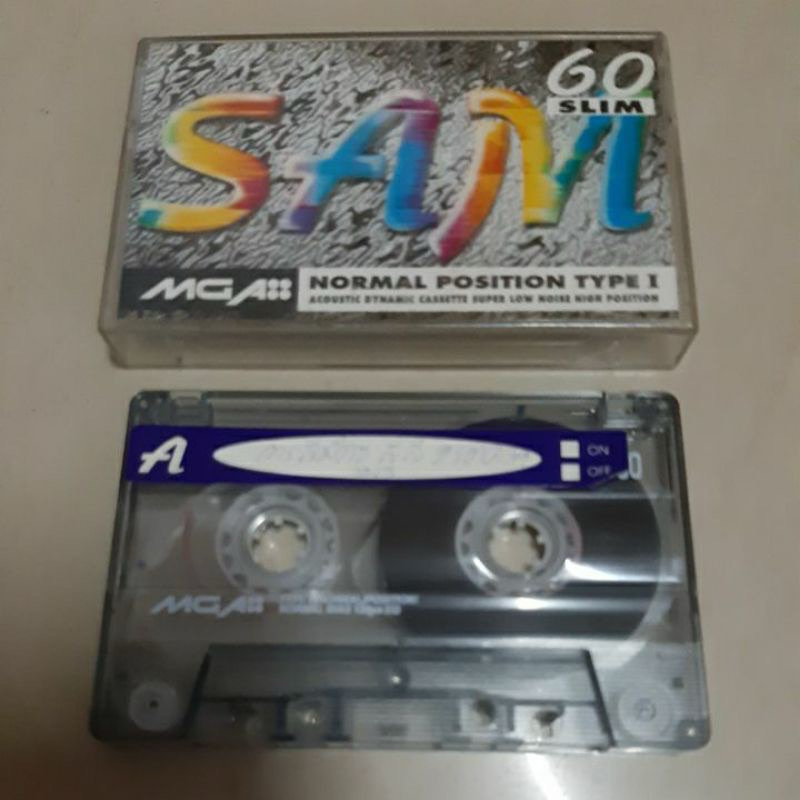 60
SLIM
SAM
MGA
NORMAL POSITION TYPE I
ACOUSTIC DYNAMIC CASSETTE SUPER LOW NOISE HIGH POSITION
A
ON
OFF
MGA